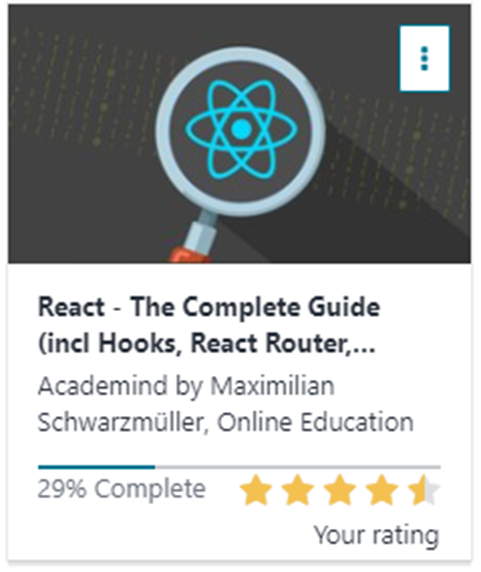 React - The Complete Guide
(incl Hooks, React Router,...
Academind by Maximilian
Schwarzmüller, Online Education
29% Complete
Your rating